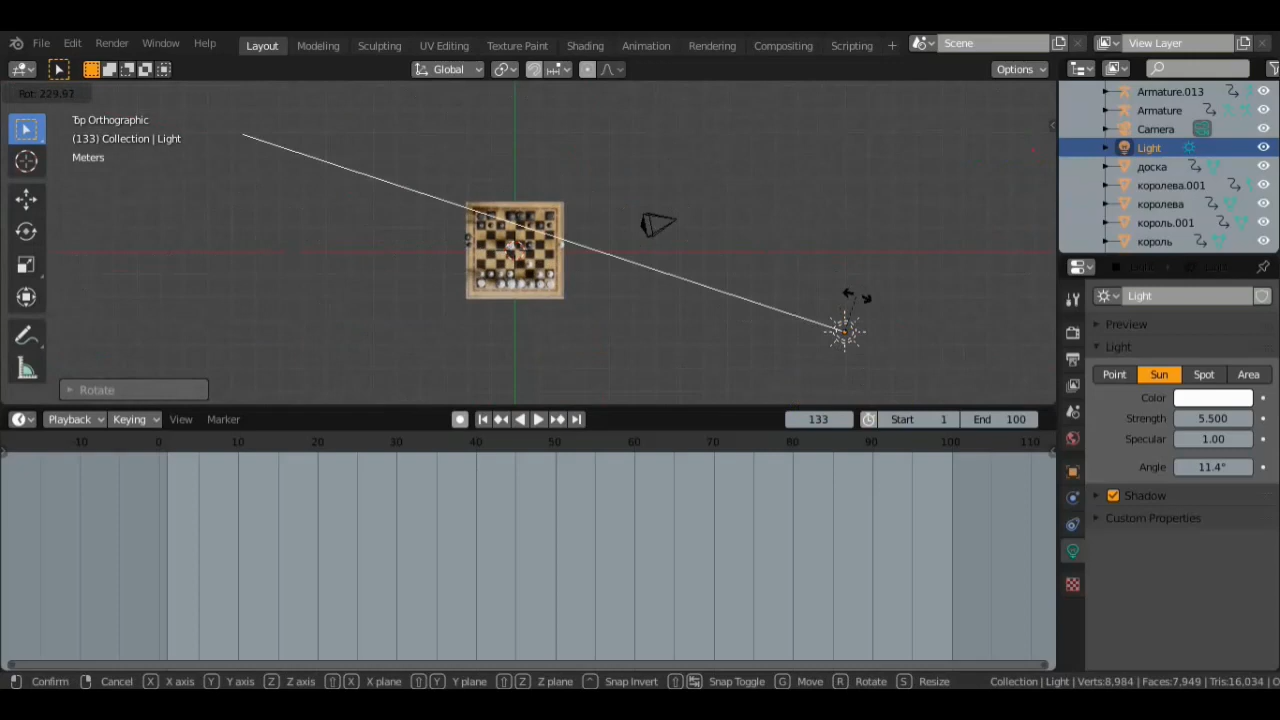 File Edit Render Window Help Layout Modeling Sculpting UV Editing Texture Paint Shading Animation Rendering Compositing Scripting + Scene View Layer
Global Options
Rot: 229.97
Top Orthographic
(133) Collection | Light
Meters
Rotate
Armature.013
Armature
Camera
Light
доска
королева.001
королева
король.001
король
Light
Preview
Light
Point Sun Spot Area
Color
Strength 5.500
Specular 1.00
Angle 11.4°
Shadow
Custom Properties
Playback Keying View Marker 133 Start 1 End 100
-10 0 10 20 30 40 50 60 70 80 90 100 110
Confirm Cancel X X axis Y Y axis Z Z axis X X plane Y Y plane Z Z plane ^ Snap Invert Snap Toggle G Move R Rotate S Resize Collection | Light | Verts:8,984 | Faces:7,949 | Tris:16,034 | O